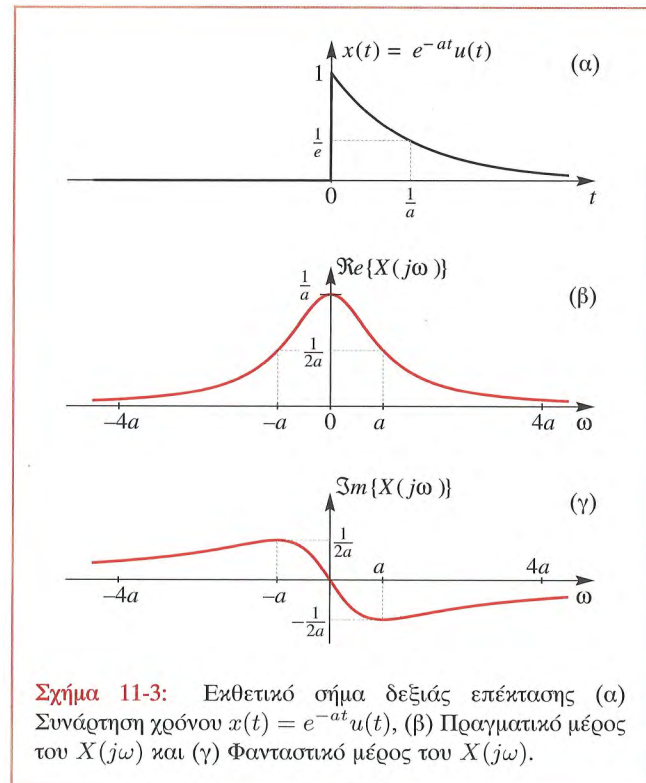 x(t) = e^{-at}u(t)
(α)
1
1/e
0
1/a
t
ℜe{X(jω)}
(β)
1/a
1/2a
–4a
–a
0
a
4a
ω
ℑm{X(jω)}
(γ)
1/2a
a
4a
–4a
–a
ω
–1/2a
Σχήμα 11-3: Εκθετικό σήμα δεξιάς επέκτασης (α)
Συνάρτηση χρόνου x(t) = e^{-at}u(t), (β) Πραγματικό μέρος
του X(jω) και (γ) Φανταστικό μέρος του X(jω).